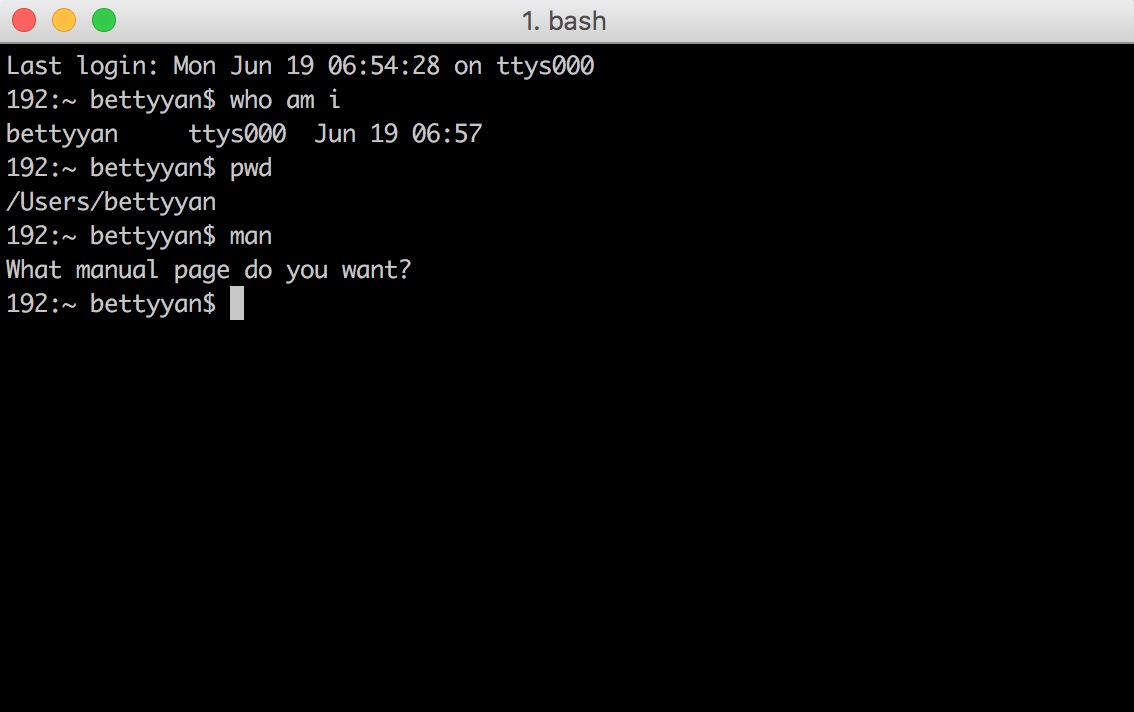 1. bash
Last login: Mon Jun 19 06:54:28 on ttys000
192:~ bettyyan$ who am i
bettyyan     ttys000  Jun 19 06:57
192:~ bettyyan$ pwd
/Users/bettyyan
192:~ bettyyan$ man
What manual page do you want?
192:~ bettyyan$